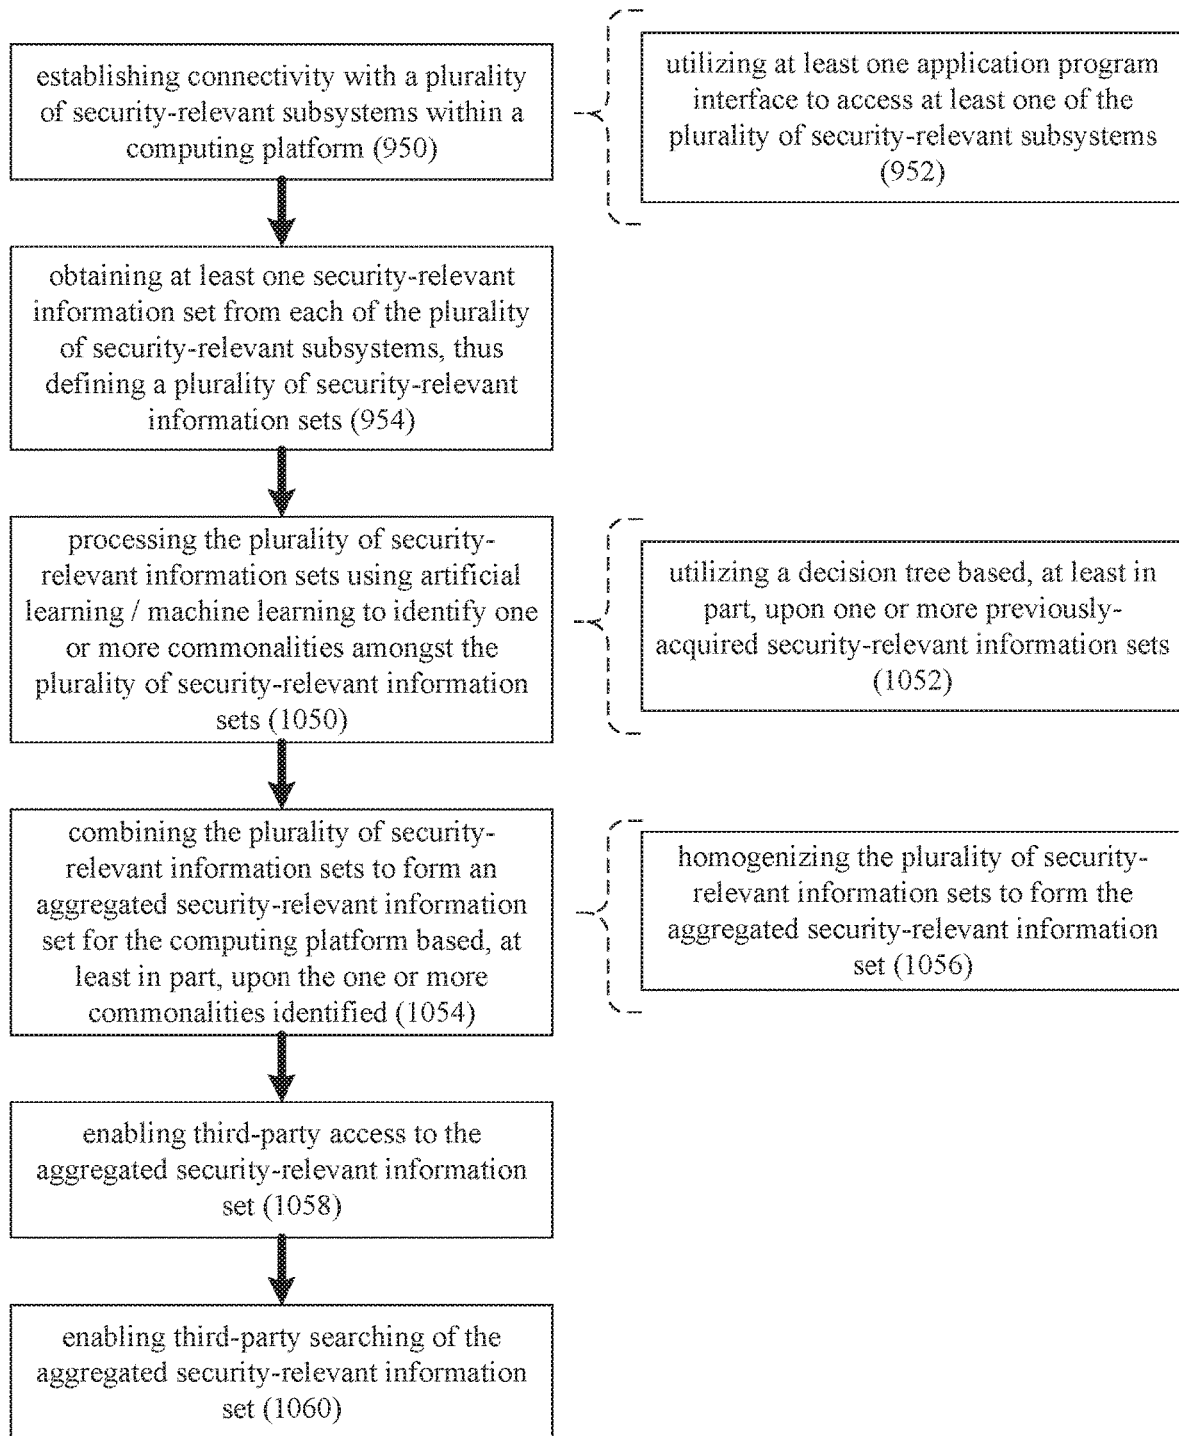 establishing connectivity with a plurality
of security-relevant subsystems within a
computing platform (950)
utilizing at least one application program
interface to access at least one of the
plurality of security-relevant subsystems
(952)
obtaining at least one security-relevant
information set from each of the plurality
of security-relevant subsystems, thus
defining a plurality of security-relevant
information sets (954)
processing the plurality of security-
relevant information sets using artificial
learning / machine learning to identify one
or more commonalities amongst the
plurality of security-relevant information
sets (1050)
utilizing a decision tree based, at least in
part, upon one or more previously-
acquired security-relevant information sets
(1052)
combining the plurality of security-
relevant information sets to form an
aggregated security-relevant information
set for the computing platform based, at
least in part, upon the one or more
commonalities identified (1054)
homogenizing the plurality of security-
relevant information sets to form the
aggregated security-relevant information
set (1056)
enabling third-party access to the
aggregated security-relevant information
set (1058)
enabling third-party searching of the
aggregated security-relevant information
set (1060)